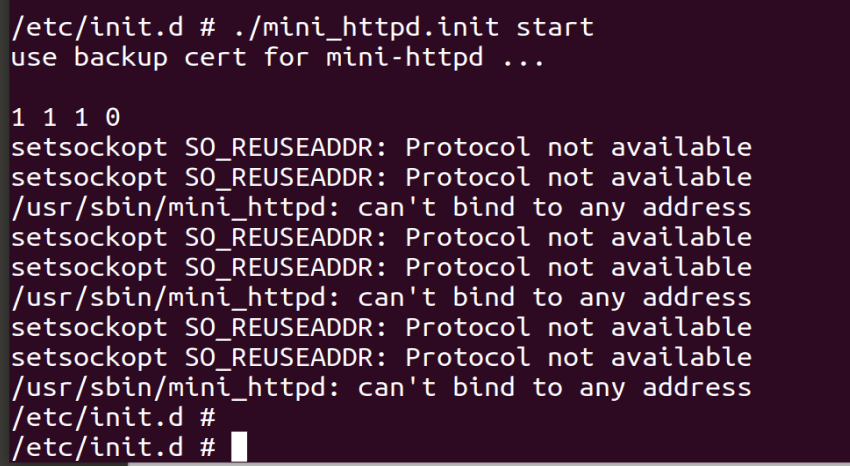 /etc/init.d # ./mini_httpd.init start
use backup cert for mini-httpd ...
1 1 1 0
setsockopt SO_REUSEADDR: Protocol not available
setsockopt SO_REUSEADDR: Protocol not available
/usr/sbin/mini_httpd: can't bind to any address
setsockopt SO_REUSEADDR: Protocol not available
setsockopt SO_REUSEADDR: Protocol not available
/usr/sbin/mini_httpd: can't bind to any address
setsockopt SO_REUSEADDR: Protocol not available
setsockopt SO_REUSEADDR: Protocol not available
/usr/sbin/mini_httpd: can't bind to any address
/etc/init.d #
/etc/init.d #